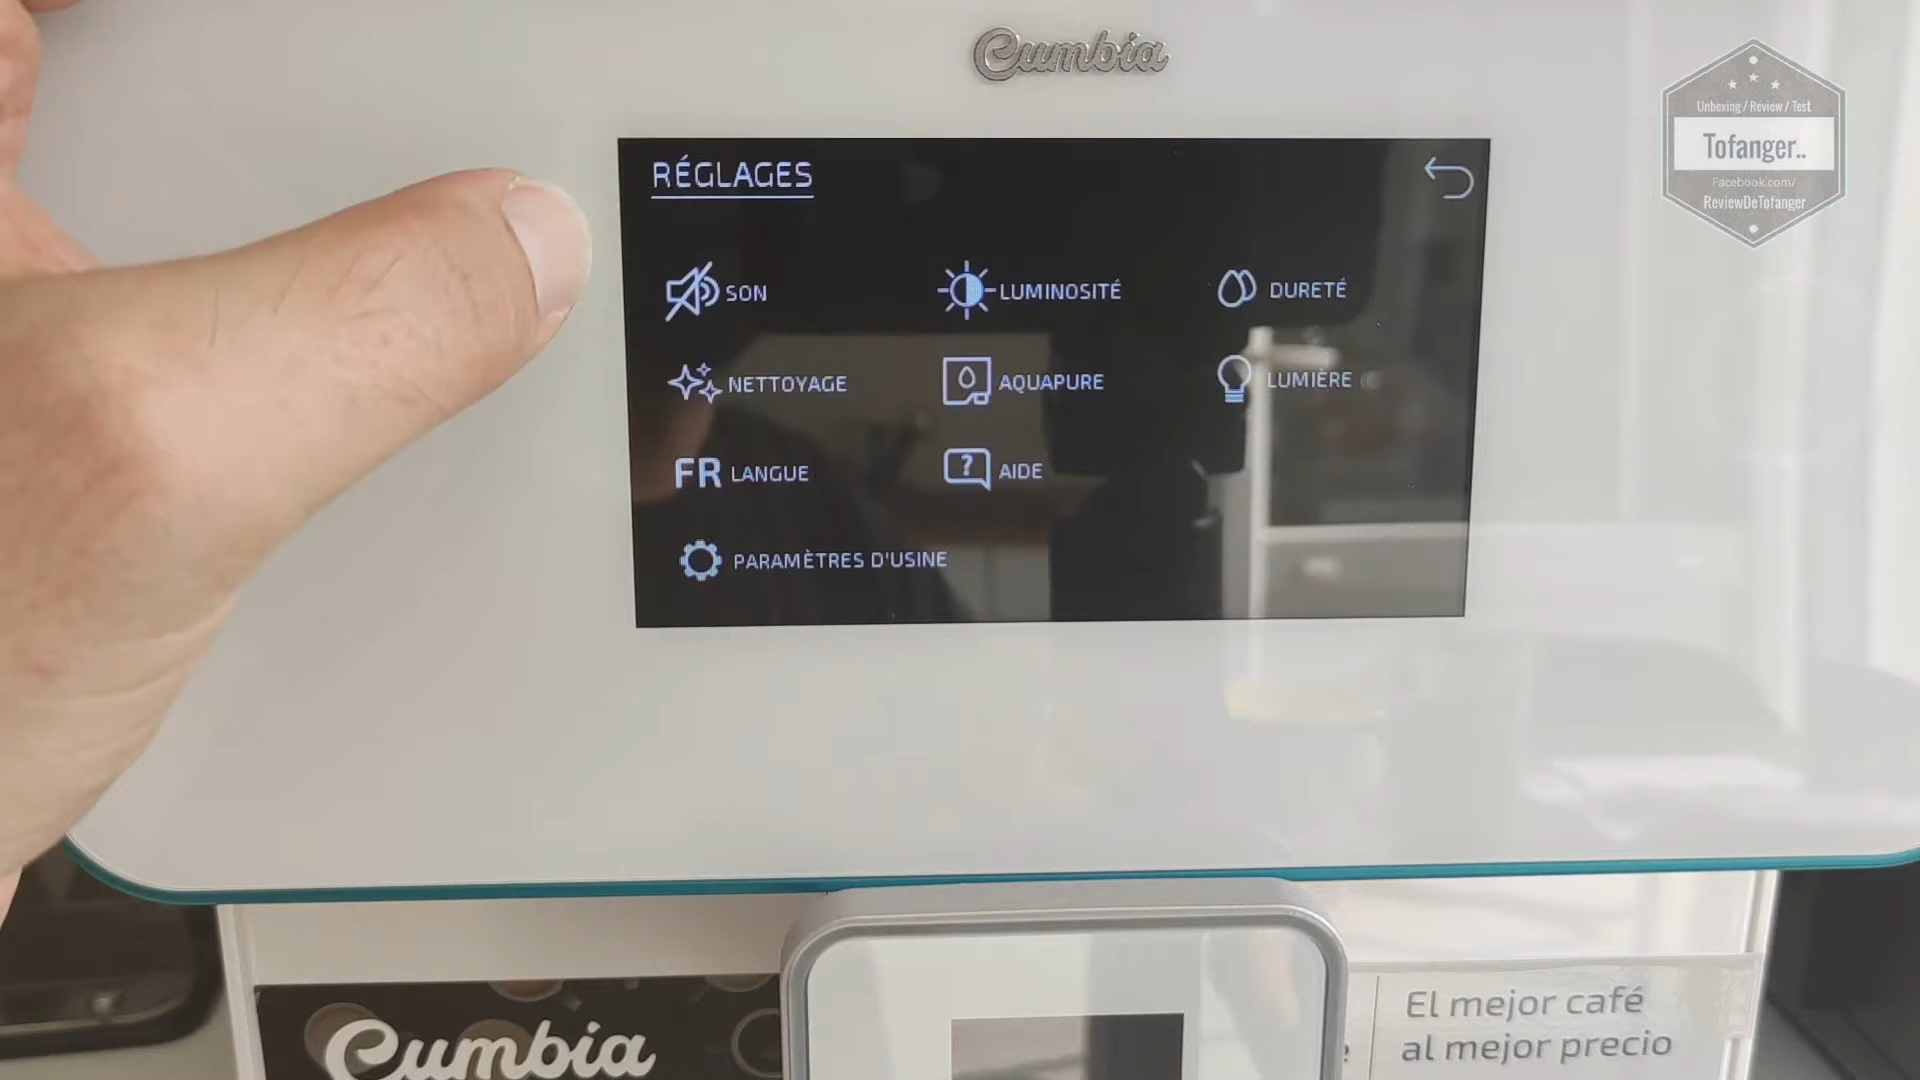 Cumbia
Unboxing / Review / Test
Tofanger..
Facebook.com/
ReviewDeTofanger
RÉGLAGES
SON
LUMINOSITÉ
DURETÉ
NETTOYAGE
AQUAPURE
LUMIÈRE
FR LANGUE
? AIDE
PARAMÈTRES D'USINE
Cumbia
El mejor café
al mejor precio